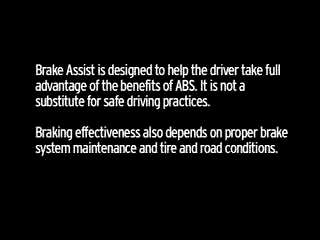 Brake Assist is designed to help the driver take full
advantage of the benefits of ABS. It is not a
substitute for safe driving practices.
Braking effectiveness also depends on proper brake
system maintenance and tire and road conditions.